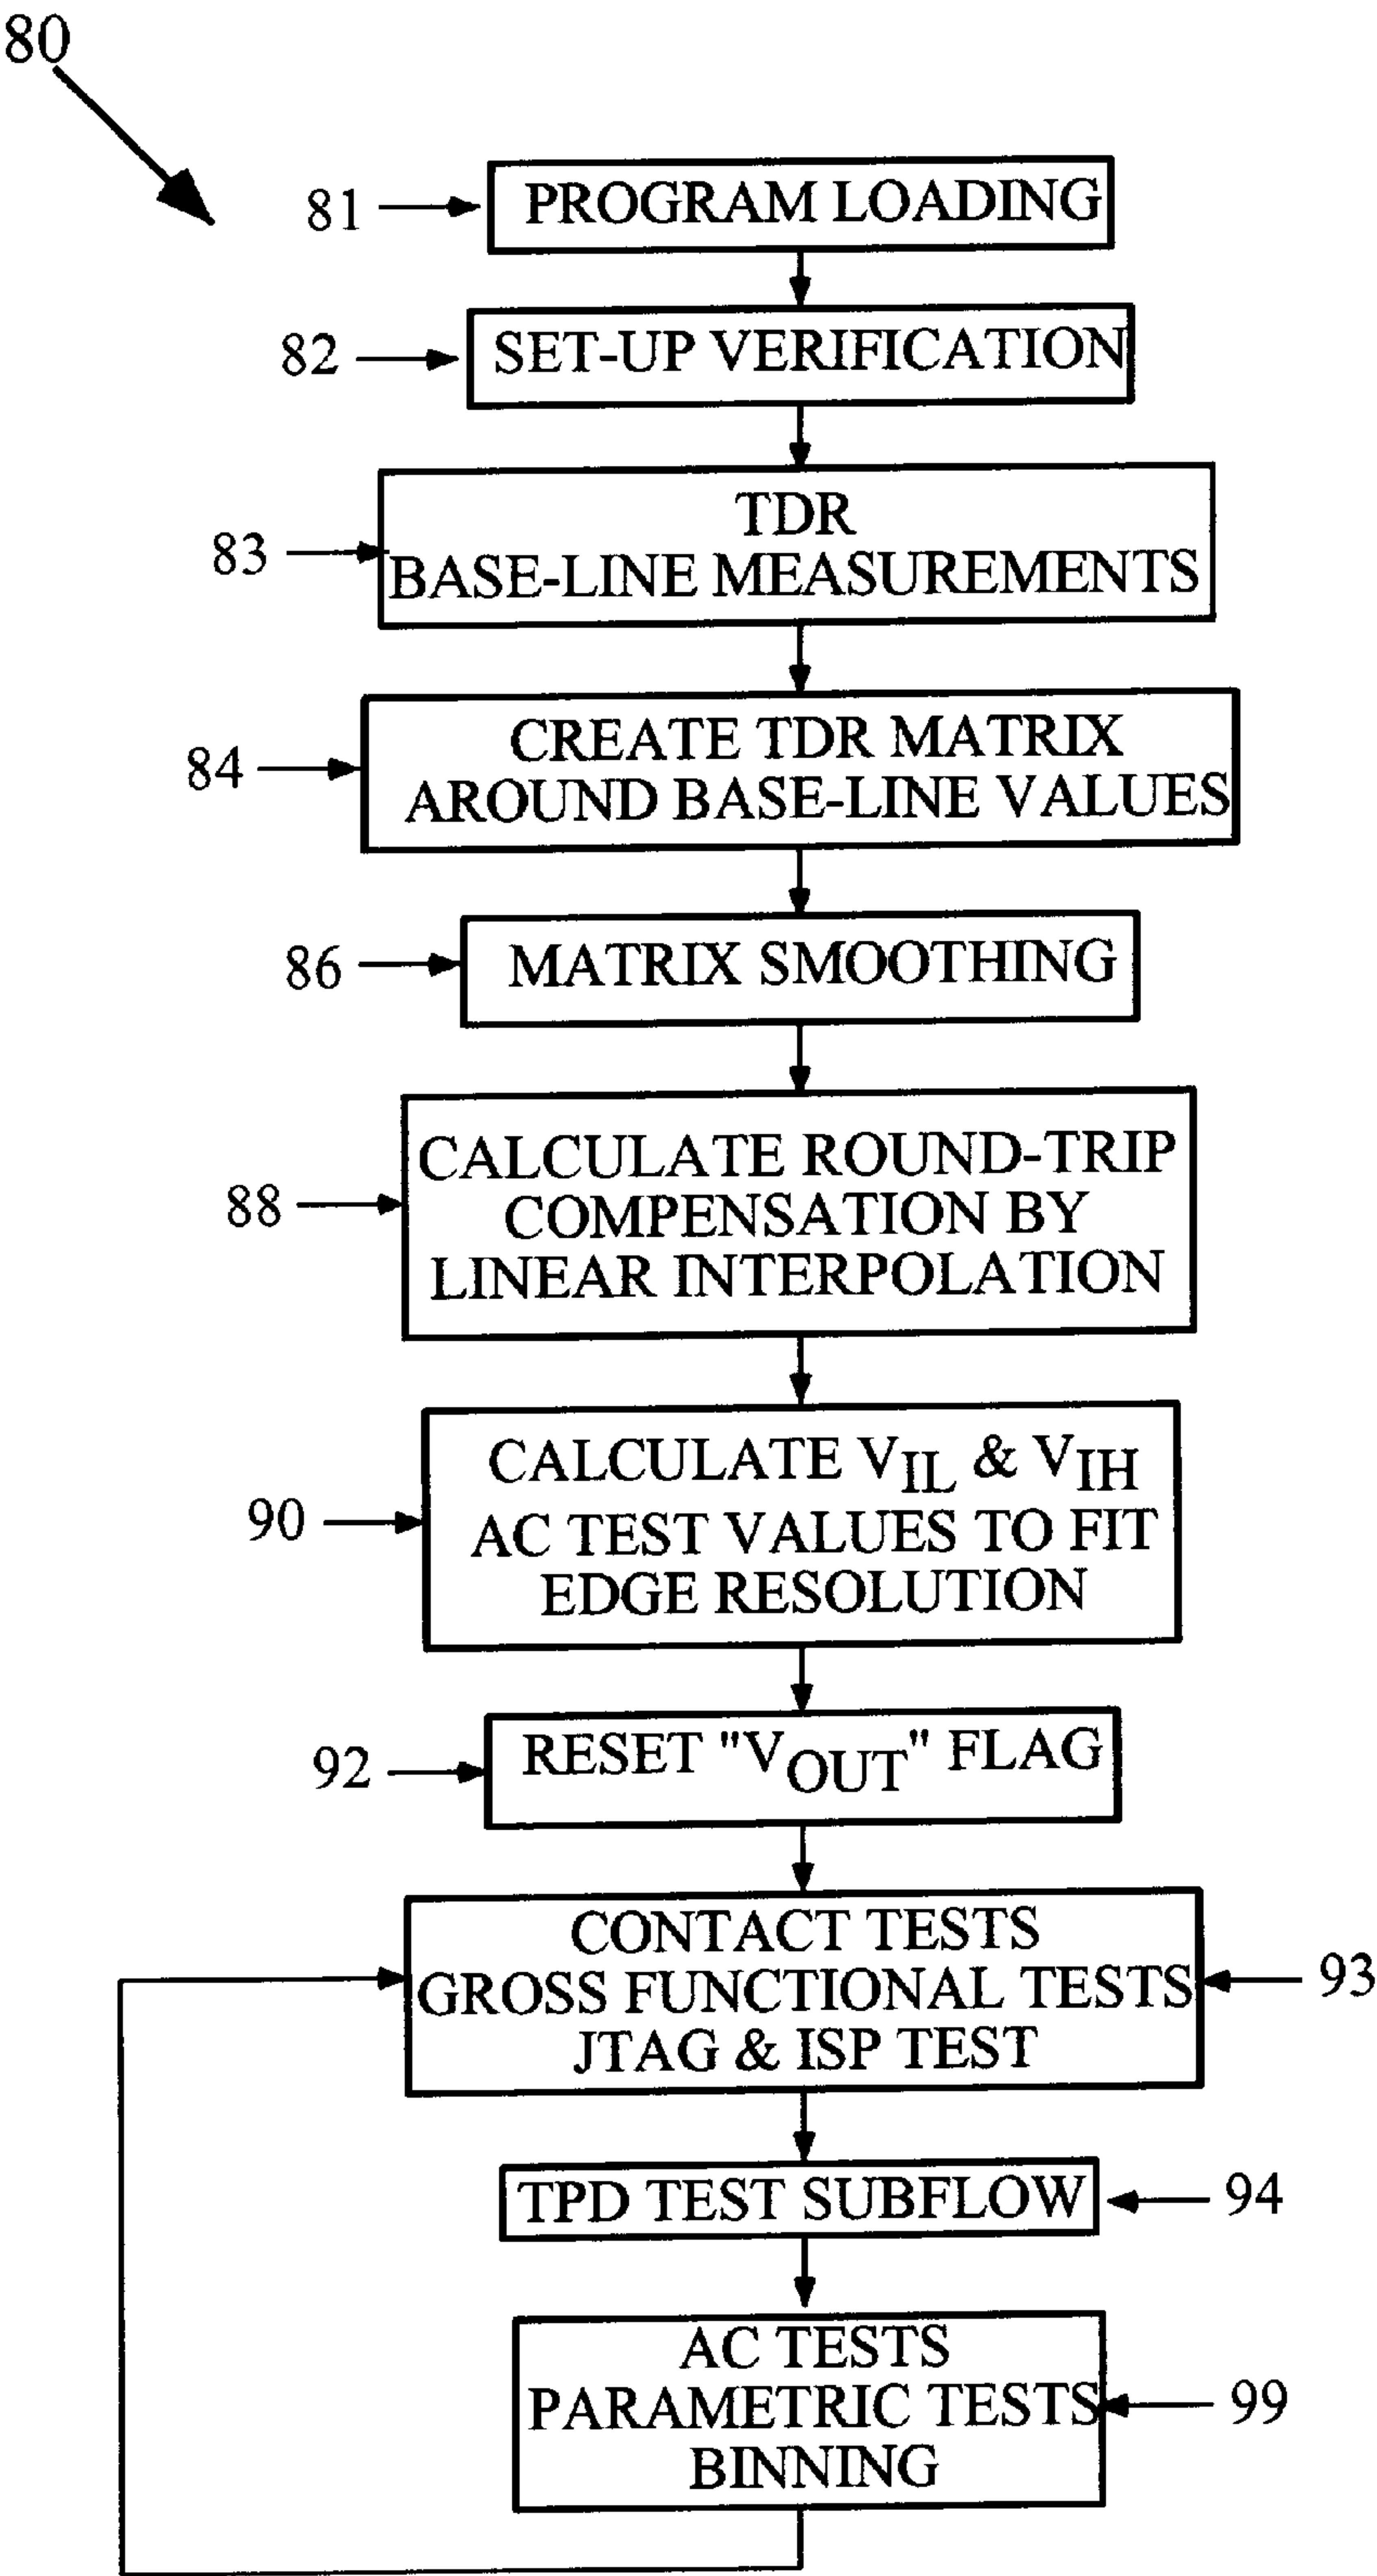 80
81 PROGRAM LOADING
82 SET-UP VERIFICATION
83 TDR
BASE-LINE MEASUREMENTS
84 CREATE TDR MATRIX
AROUND BASE-LINE VALUES
86 MATRIX SMOOTHING
88 CALCULATE ROUND-TRIP
COMPENSATION BY
LINEAR INTERPOLATION
90 CALCULATE VIL & VIH
AC TEST VALUES TO FIT
EDGE RESOLUTION
92 RESET "VOUT" FLAG
CONTACT TESTS
GROSS FUNCTIONAL TESTS 93
JTAG & ISP TEST
TPD TEST SUBFLOW 94
AC TESTS
PARAMETRIC TESTS 99
BINNING